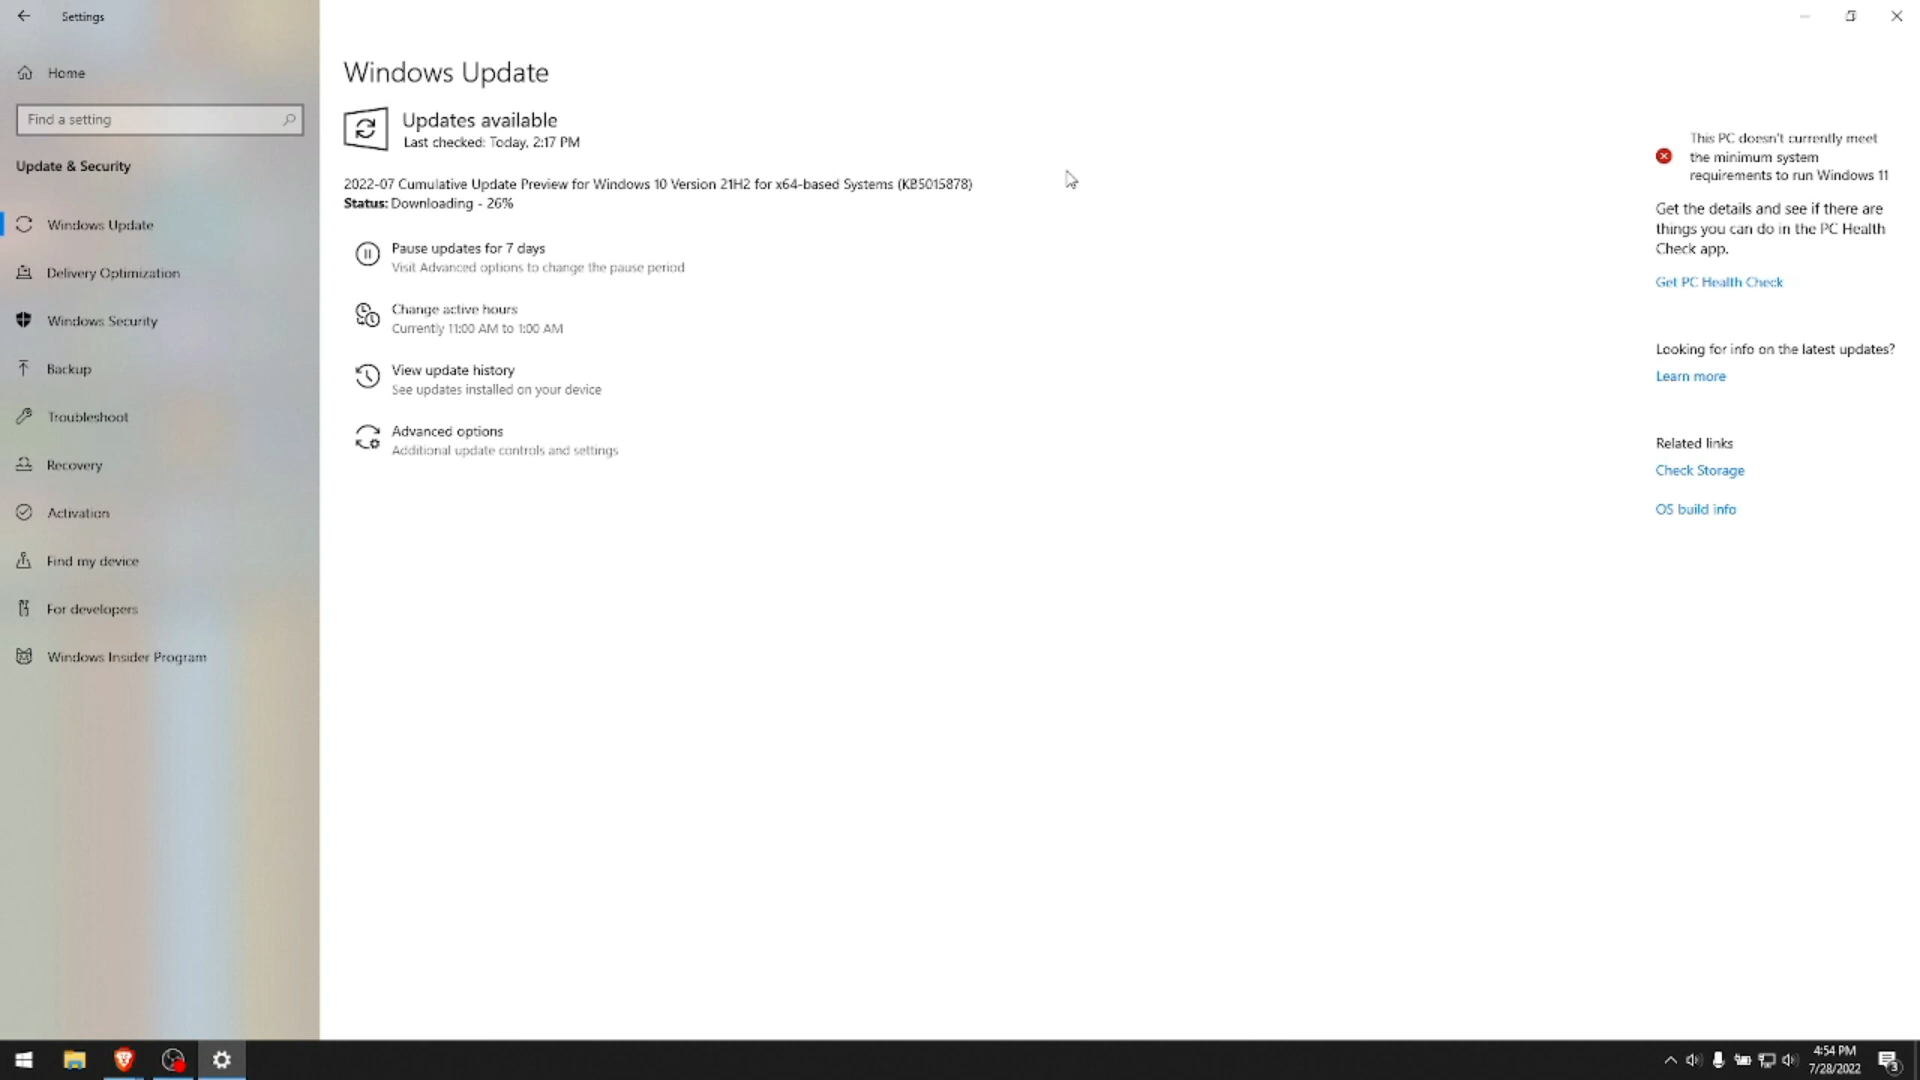 Settings
Home
Find a setting
Update & Security
Windows Update
Delivery Optimization
Windows Security
Backup
Troubleshoot
Recovery
Activation
Find my device
For developers
Windows Insider Program
Windows Update
Updates available
Last checked: Today, 2:17 PM
2022-07 Cumulative Update Preview for Windows 10 Version 21H2 for x64-based Systems (KB5015878)
Status: Downloading - 26%
Pause updates for 7 days
Visit Advanced options to change the pause period
Change active hours
Currently 11:00 AM to 1:00 AM
View update history
See updates installed on your device
Advanced options
Additional update controls and settings
This PC doesn't currently meet
the minimum system
requirements to run Windows 11
Get the details and see if there are
things you can do in the PC Health
Check app.
Get PC Health Check
Looking for info on the latest updates?
Learn more
Related links
Check Storage
OS build info
4:54 PM
7/28/2022
3